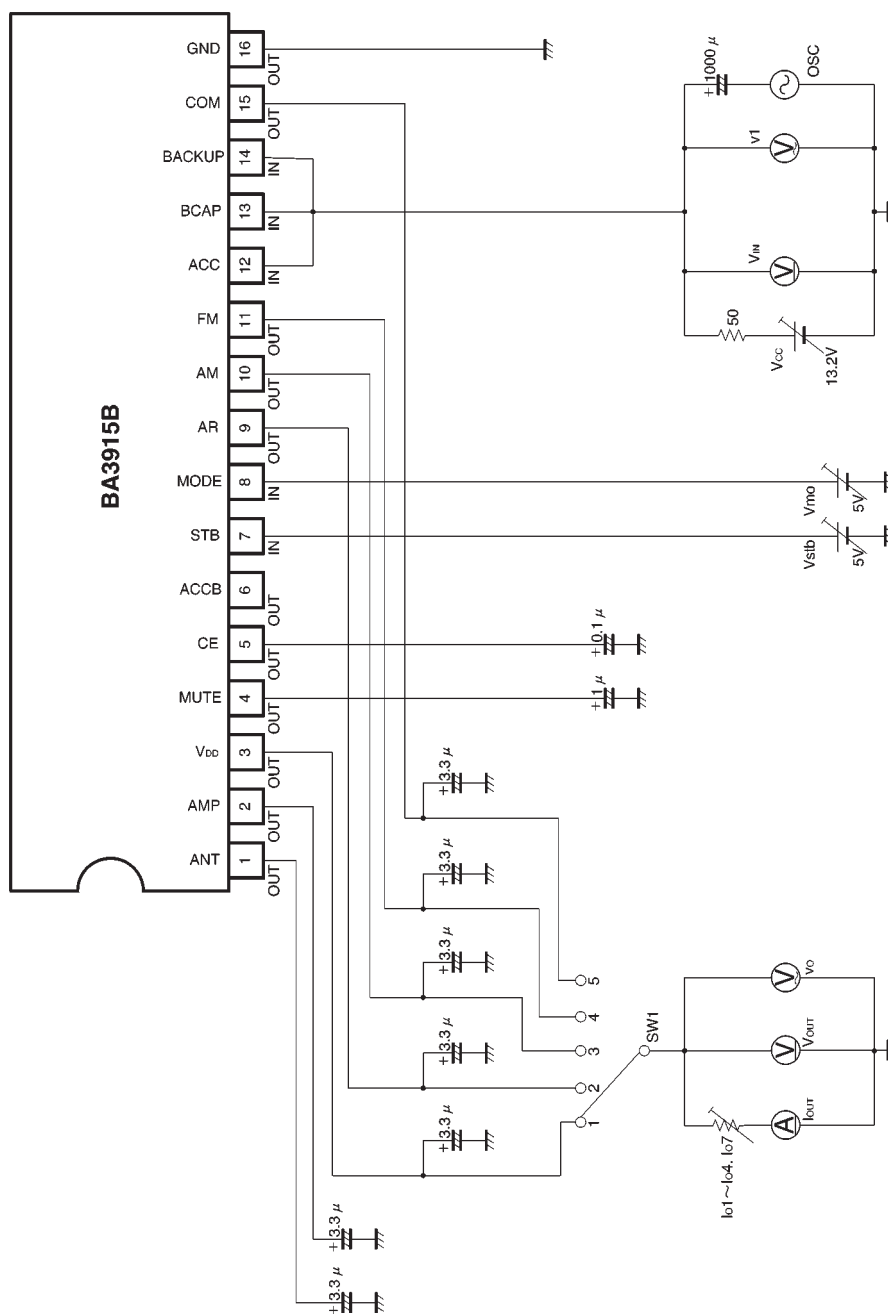 BA3915B
GND
16
OUT
COM
15
OUT
BACKUP
14
IN
BCAP
13
IN
ACC
12
IN
FM
11
OUT
AM
10
OUT
AR
9
OUT
MODE
8
IN
STB
7
IN
ACCB
6
OUT
CE
5
OUT
MUTE
4
OUT
VDD
3
OUT
AMP
2
OUT
ANT
1
OUT
+1000 μ
OSC
V
v1
V
VIN
50
Vcc
13.2V
Vmo
5V
Vstb
5V
+0.1 μ
+1 μ
+3.3 μ
+3.3 μ
+3.3 μ
+3.3 μ
+3.3 μ
+3.3 μ
+3.3 μ
5
4
3
2
1
SW1
V
vo
V
VOUT
A
IOUT
Io1～Io4. Io7